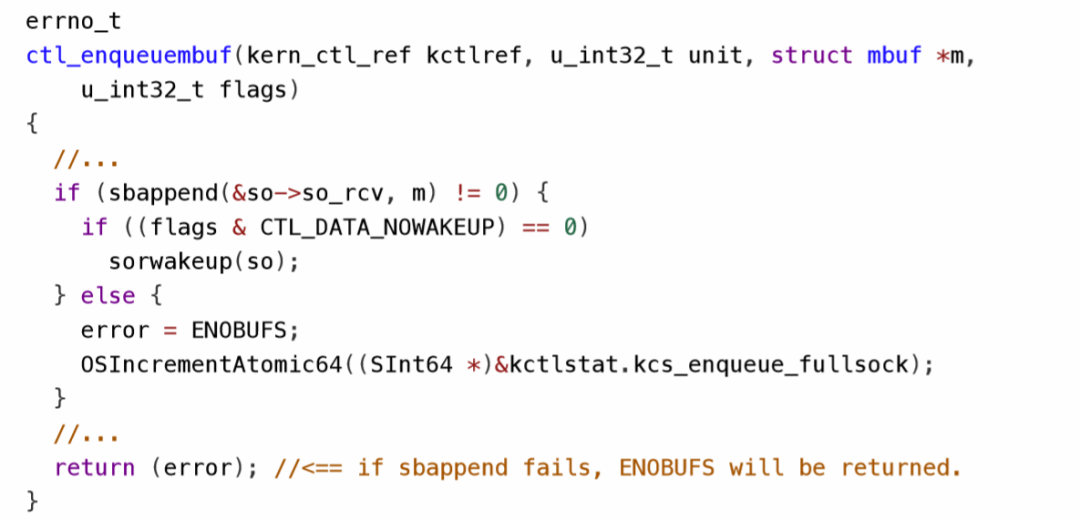 errno_t
ctl_enqueuembuf(kern_ctl_ref kctlref, u_int32_t unit, struct mbuf *m,
    u_int32_t flags)
{
  //...
  if (sbappend(&so->so_rcv, m) != 0) {
    if ((flags & CTL_DATA_NOWAKEUP) == 0)
      sorwakeup(so);
  } else {
    error = ENOBUFS;
    OSIncrementAtomic64((SInt64 *)&kctlstat.kcs_enqueue_fullsock);
  }
  //...
  return (error); //<== if sbappend fails, ENOBUFS will be returned.
}